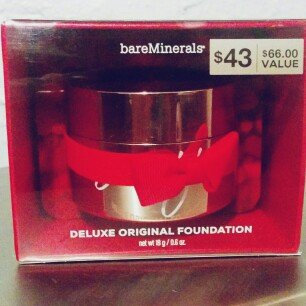 bareMinerals®
$43
$66.00
VALUE
DELUXE ORIGINAL FOUNDATION
net wt 18 g / 0.6 oz.